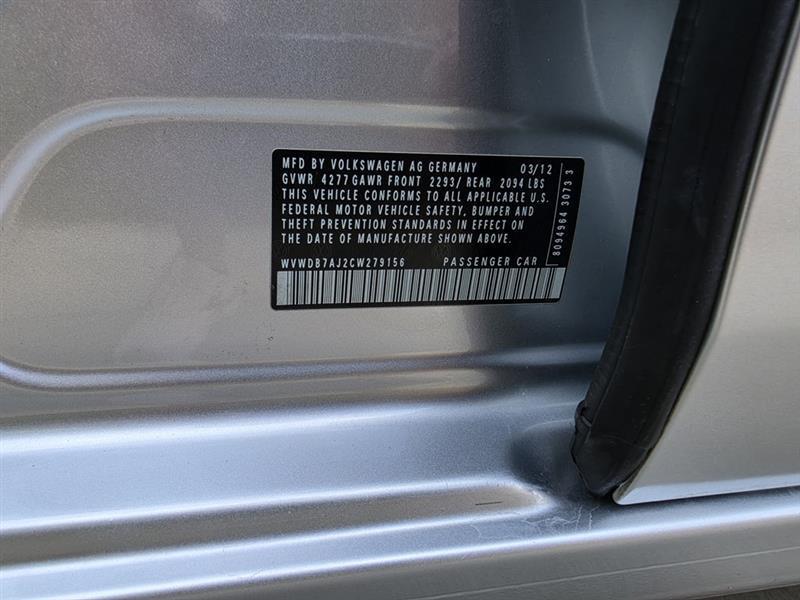 MFD BY VOLKSWAGEN AG GERMANY 03/12
GVWR 4277 GAWR FRONT 2293/ REAR 2094 LBS
THIS VEHICLE CONFORMS TO ALL APPLICABLE U.S.
FEDERAL MOTOR VEHICLE SAFETY, BUMPER AND
THEFT PREVENTION STANDARDS IN EFFECT ON
THE DATE OF MANUFACTURE SHOWN ABOVE.
WVWDB7AJ2CW279156 PASSENGER CAR
8094964 3073 3